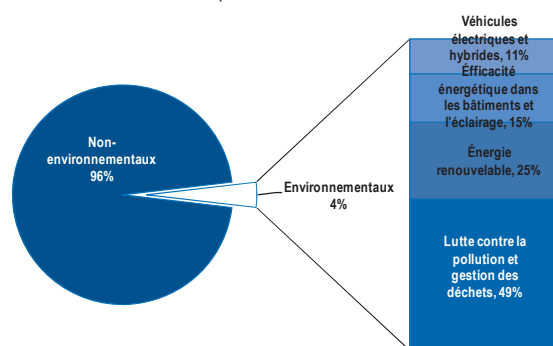 Non-
environnementaux
96%
Environnementaux
4%
Véhicules
électriques et
hybrides, 11%
Éfficacité
énergétique dans
les bâtiments et
l'éclairage, 15%
Énergie
renouvelable, 25%
Lutte contre la
pollution et
gestion des
déchets, 49%